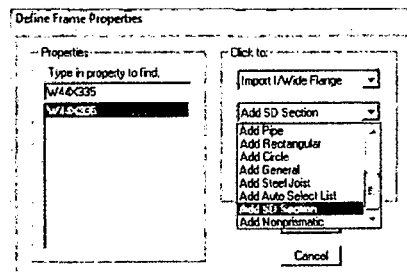 Define Frame Properties
Properties
Type in property to find:
W44X335
W44X335
Click to:
Import I/Wide Flange
Add SD Section
Add Pipe
Add Rectangular
Add Circle
Add General
Add Steel Joist
Add Auto Select List
Add SD Section
Add Nonprismatic
Cancel